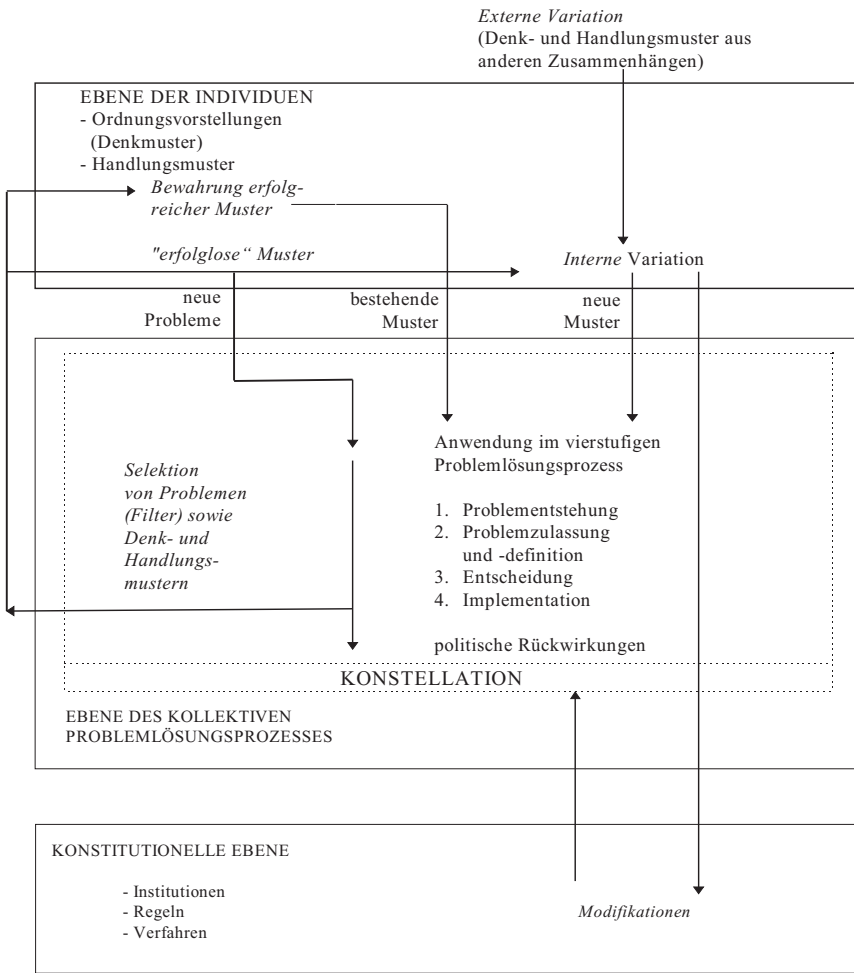 Externe Variation
(Denk- und Handlungsmuster aus
anderen Zusammenhängen)
EBENE DER INDIVIDUEN
- Ordnungsvorstellungen
(Denkmuster)
- Handlungsmuster
Bewahrung erfolg-
reicher Muster
"erfolglose“ Muster
Interne Variation
neue
Probleme
bestehende
Muster
neue
Muster
Selektion
von Problemen
(Filter) sowie
Denk- und
Handlungs-
mustern
Anwendung im vierstufigen
Problemlösungsprozess
1. Problementstehung
2. Problemzulassung
und -definition
3. Entscheidung
4. Implementation
politische Rückwirkungen
KONSTELLATION
EBENE DES KOLLEKTIVEN
PROBLEMLÖSUNGSPROZESSES
KONSTITUTIONELLE EBENE
- Institutionen
- Regeln
- Verfahren
Modifikationen